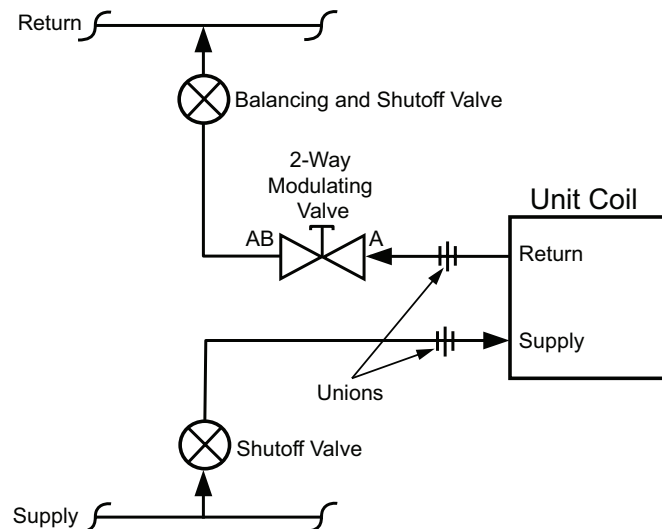 Return
Balancing and Shutoff Valve
2-Way
Modulating
Valve
Unit Coil
AB
A
Return
Supply
Unions
Shutoff Valve
Supply